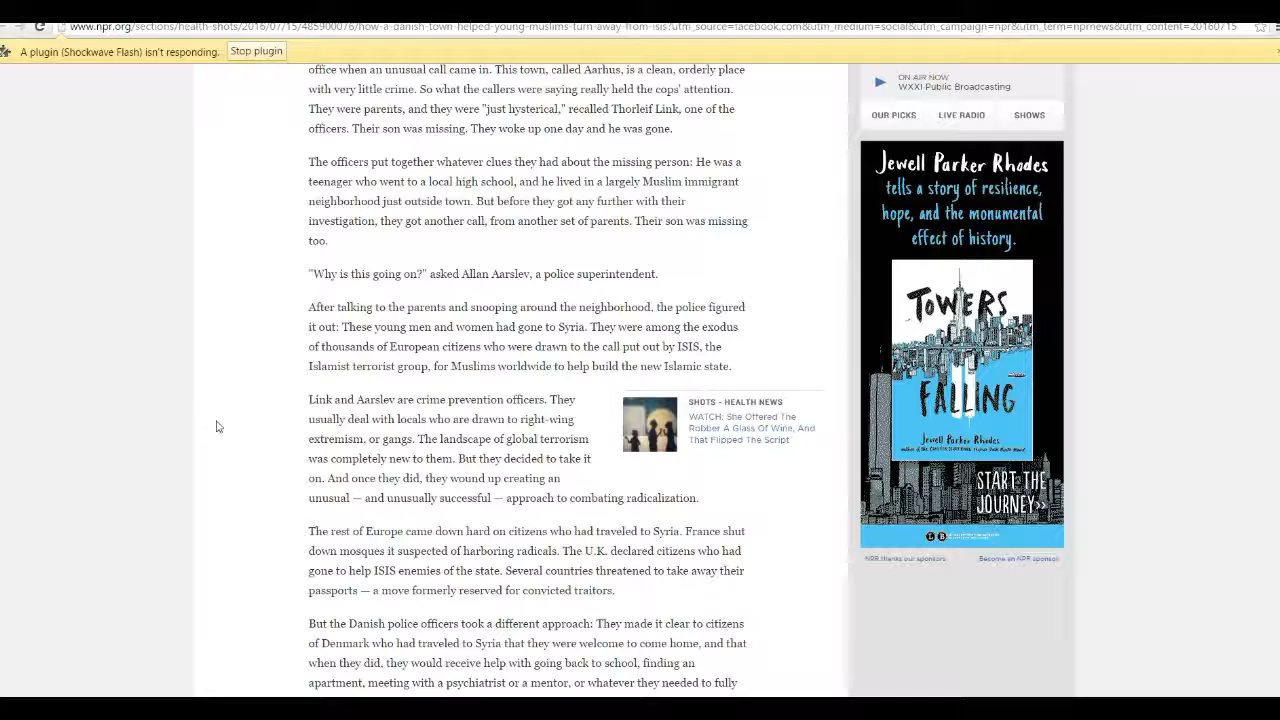 www.npr.org/sections/health-shots/2016/07/15/485900076/how-a-danish-town-helped-young-muslims-turn-away-from-isis?utm_source=facebook.com&utm_medium=social&utm_campaign=npr&utm_term=nprnews&utm_content=20160715
A plugin (Shockwave Flash) isn't responding. Stop plugin
office when an unusual call came in. This town, called Aarhus, is a clean, orderly place
with very little crime. So what the callers were saying really held the cops' attention.
They were parents, and they were "just hysterical," recalled Thorleif Link, one of the
officers. Their son was missing. They woke up one day and he was gone.
The officers put together whatever clues they had about the missing person: He was a
teenager who went to a local high school, and he lived in a largely Muslim immigrant
neighborhood just outside town. But before they got any further with their
investigation, they got another call, from another set of parents. Their son was missing
too.
"Why is this going on?" asked Allan Aarslev, a police superintendent.
After talking to the parents and snooping around the neighborhood, the police figured
it out: These young men and women had gone to Syria. They were among the exodus
of thousands of European citizens who were drawn to the call put out by ISIS, the
Islamist terrorist group, for Muslims worldwide to help build the new Islamic state.
Link and Aarslev are crime prevention officers. They
usually deal with locals who are drawn to right-wing
extremism, or gangs. The landscape of global terrorism
was completely new to them. But they decided to take it
on. And once they did, they wound up creating an
unusual — and unusually successful — approach to combating radicalization.
SHOTS - HEALTH NEWS
WATCH: She Offered The
Robber A Glass Of Wine, And
That Flipped The Script
The rest of Europe came down hard on citizens who had traveled to Syria. France shut
down mosques it suspected of harboring radicals. The U.K. declared citizens who had
gone to help ISIS enemies of the state. Several countries threatened to take away their
passports — a move formerly reserved for convicted traitors.
But the Danish police officers took a different approach: They made it clear to citizens
of Denmark who had traveled to Syria that they were welcome to come home, and that
when they did, they would receive help with going back to school, finding an
apartment, meeting with a psychiatrist or a mentor, or whatever they needed to fully
ON AIR NOW
WXXI Public Broadcasting
OUR PICKS LIVE RADIO SHOWS
Jewell Parker Rhodes
tells a story of resilience,
hope, and the monumental
effect of history.
TOWERS
FALLING
Jewell Parker Rhodes
START THE
JOURNEY>>
LB
NPR thanks our sponsors Become an NPR sponsor